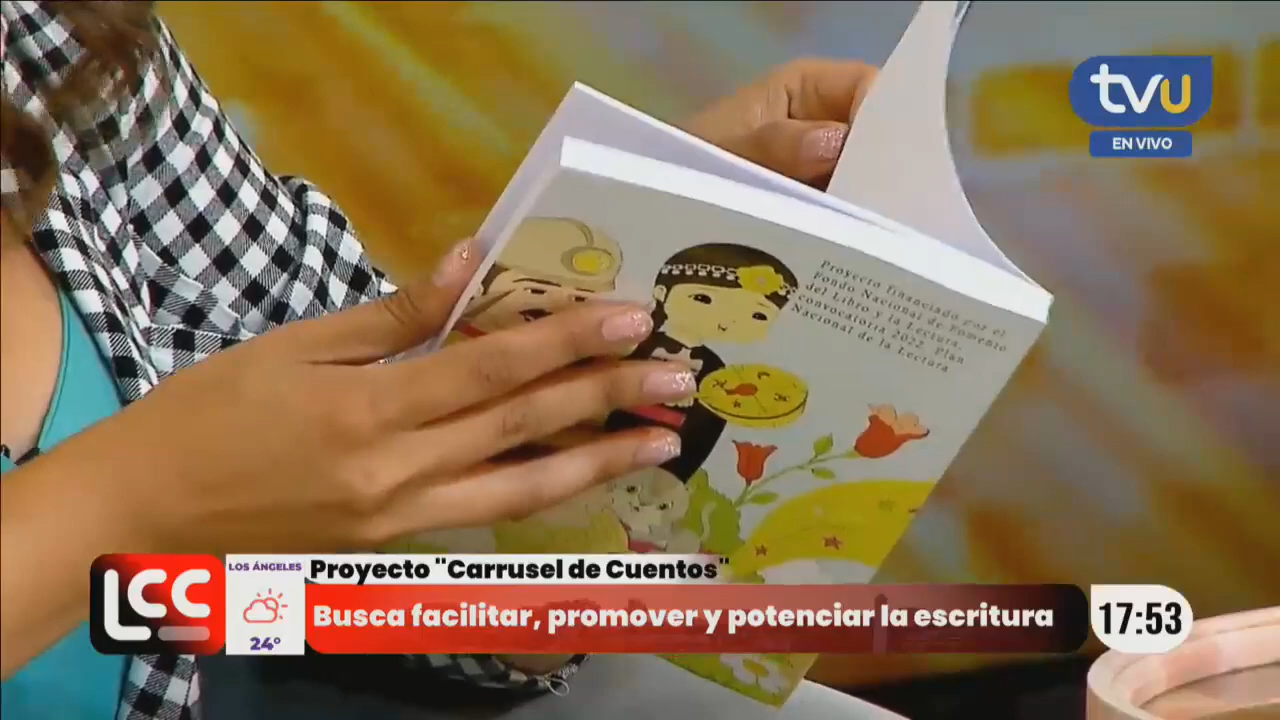 tvu
EN VIVO
Proyecto financiado por el
Fondo Nacional de Fomento
del Libro y la Lectura,
convocatoria 2022. Plan
Nacional de la Lectura
LCC
LOS ÁNGELES
24°
Proyecto "Carrusel de Cuentos"
Busca facilitar, promover y potenciar la escritura
17:53